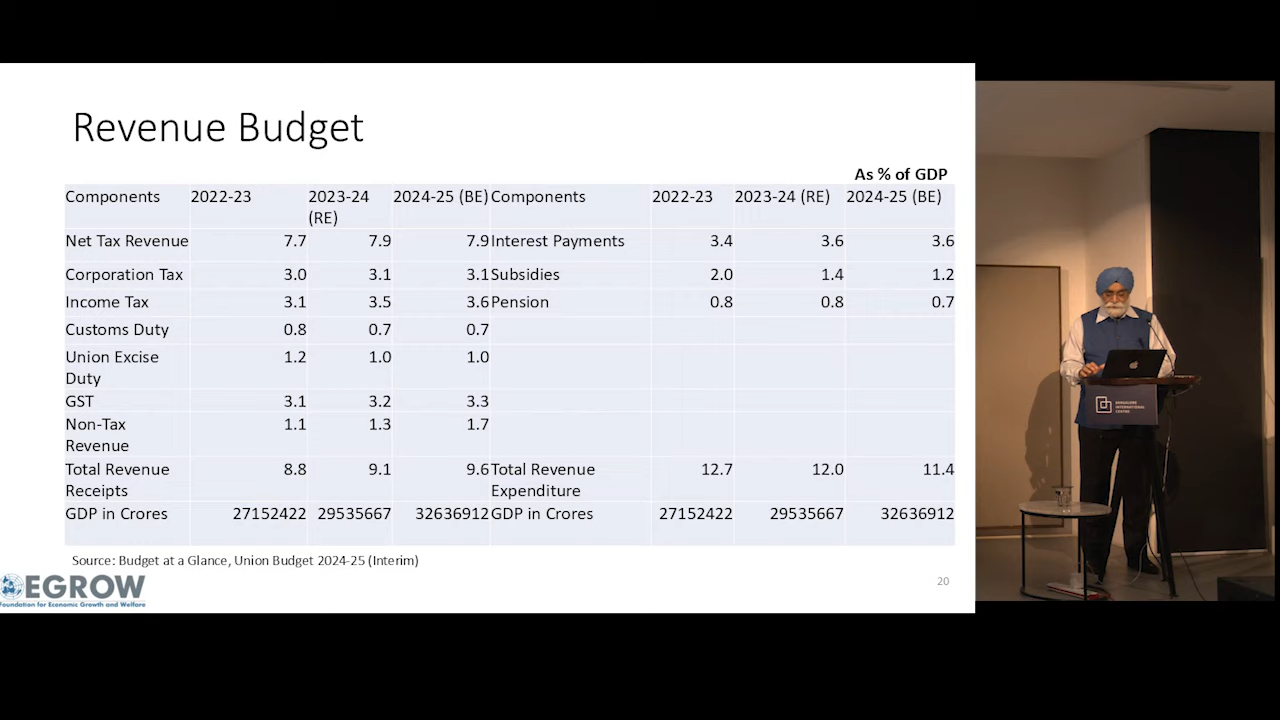 Revenue Budget
As % of GDP
Components 2022-23 2023-24 (RE) 2024-25 (BE) Components 2022-23 2023-24 (RE) 2024-25 (BE)
Net Tax Revenue 7.7 7.9 7.9 Interest Payments 3.4 3.6 3.6
Corporation Tax 3.0 3.1 3.1 Subsidies 2.0 1.4 1.2
Income Tax 3.1 3.5 3.6 Pension 0.8 0.8 0.7
Customs Duty 0.8 0.7 0.7
Union Excise Duty 1.2 1.0 1.0
GST 3.1 3.2 3.3
Non-Tax Revenue 1.1 1.3 1.7
Total Revenue Receipts 8.8 9.1 9.6 Total Revenue Expenditure 12.7 12.0 11.4
GDP in Crores 27152422 29535667 32636912 GDP in Crores 27152422 29535667 32636912
Source: Budget at a Glance, Union Budget 2024-25 (Interim)
EGROW
Foundation for Economic Growth and Welfare
20
BANGALORE
INTERNATIONAL
CENTRE